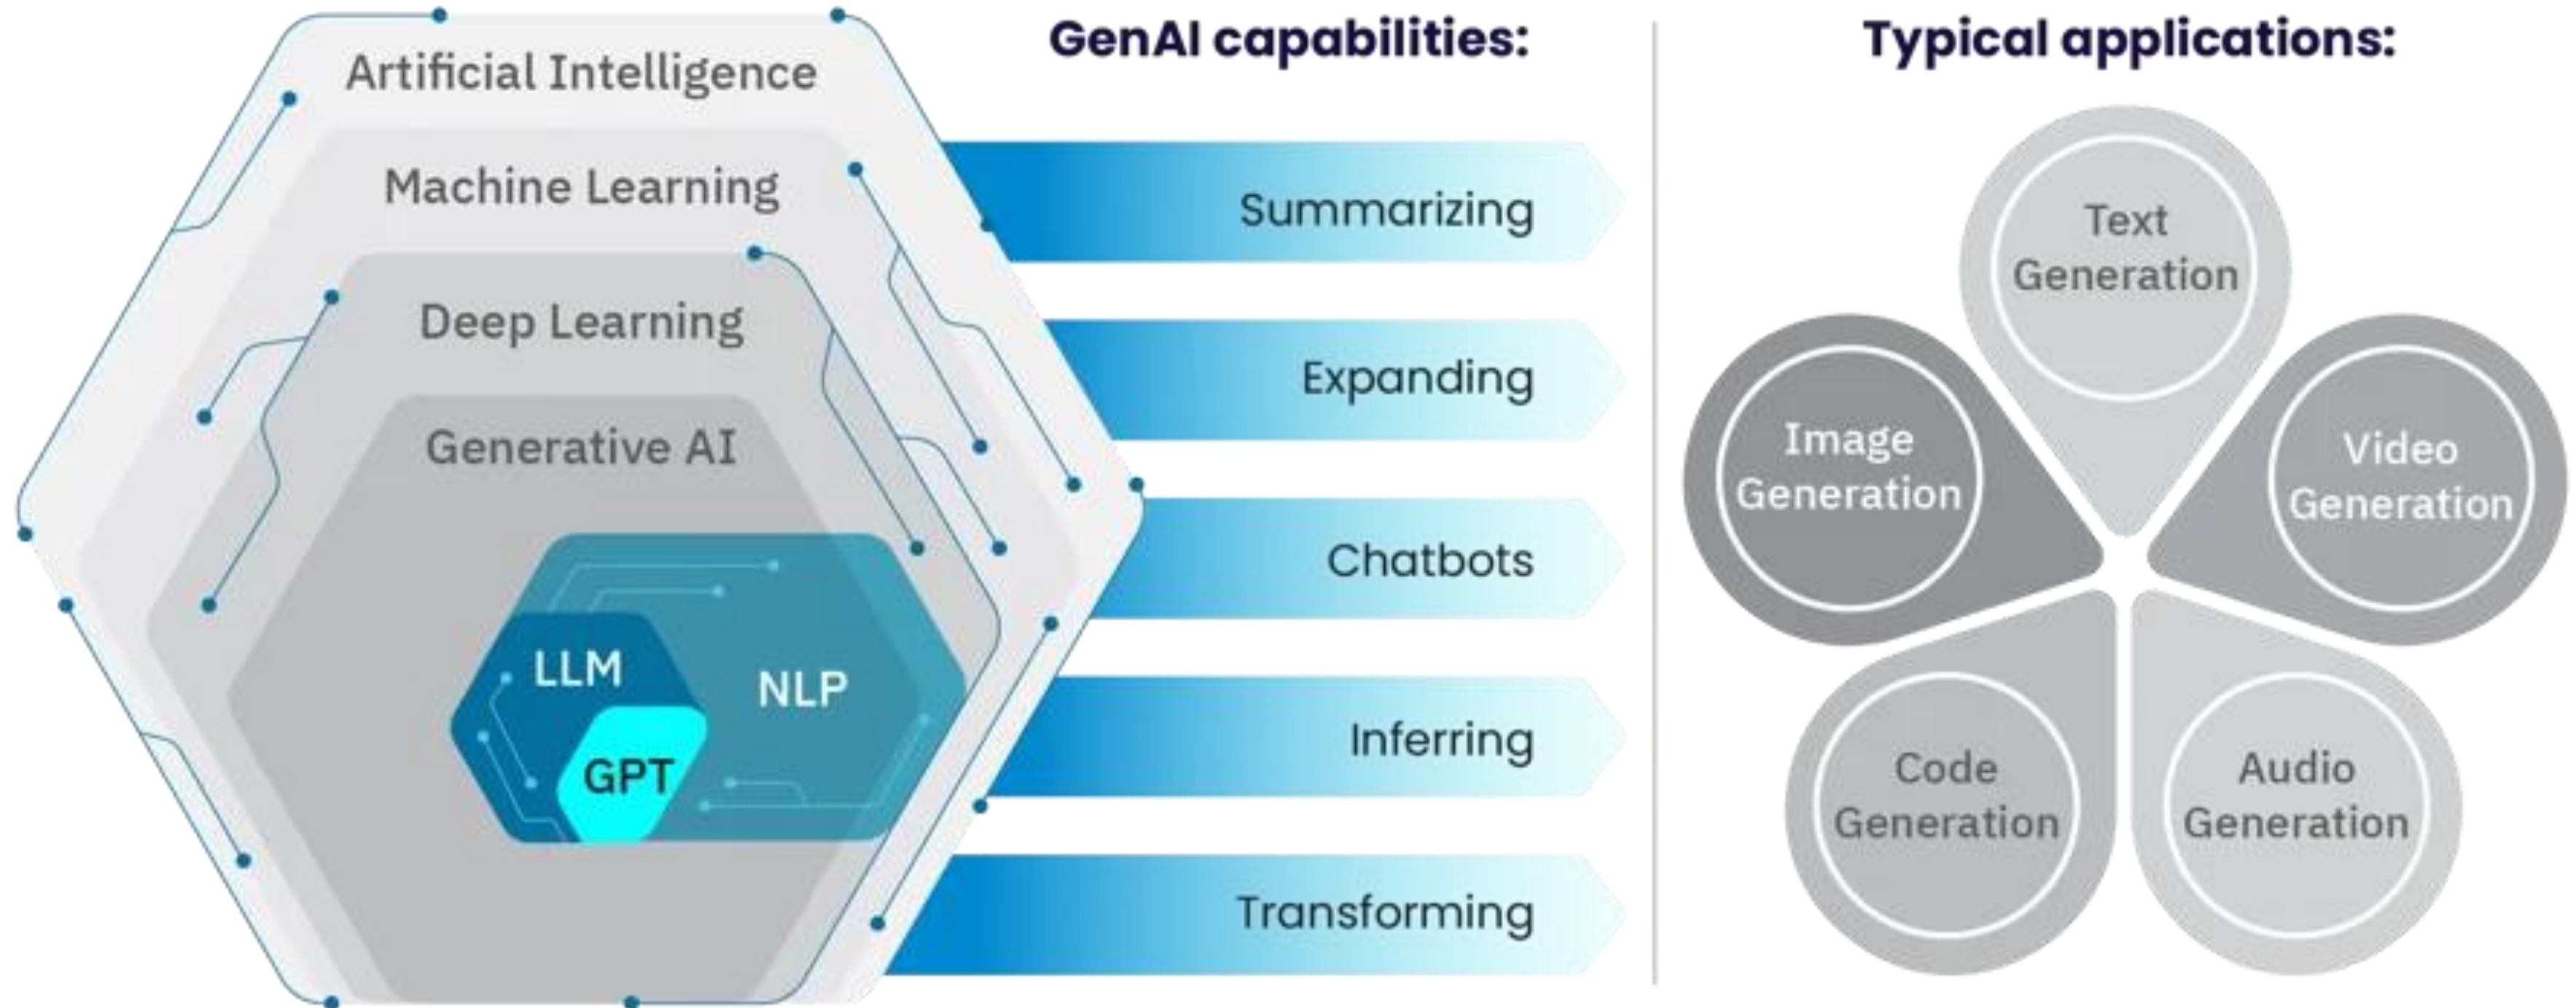 Artificial Intelligence
Machine Learning
Deep Learning
Generative AI
LLM
NLP
GPT
GenAI capabilities:
Summarizing
Expanding
Chatbots
Inferring
Transforming
Typical applications:
Text
Generation
Image
Generation
Video
Generation
Code
Generation
Audio
Generation